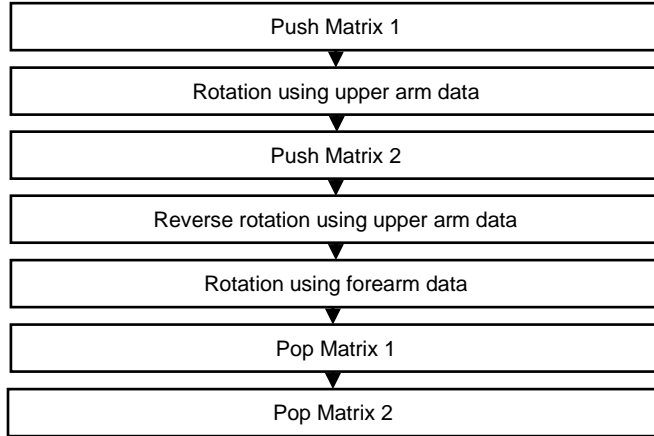 Push Matrix 1
Rotation using upper arm data
Push Matrix 2
Reverse rotation using upper arm data
Rotation using forearm data
Pop Matrix 1
Pop Matrix 2